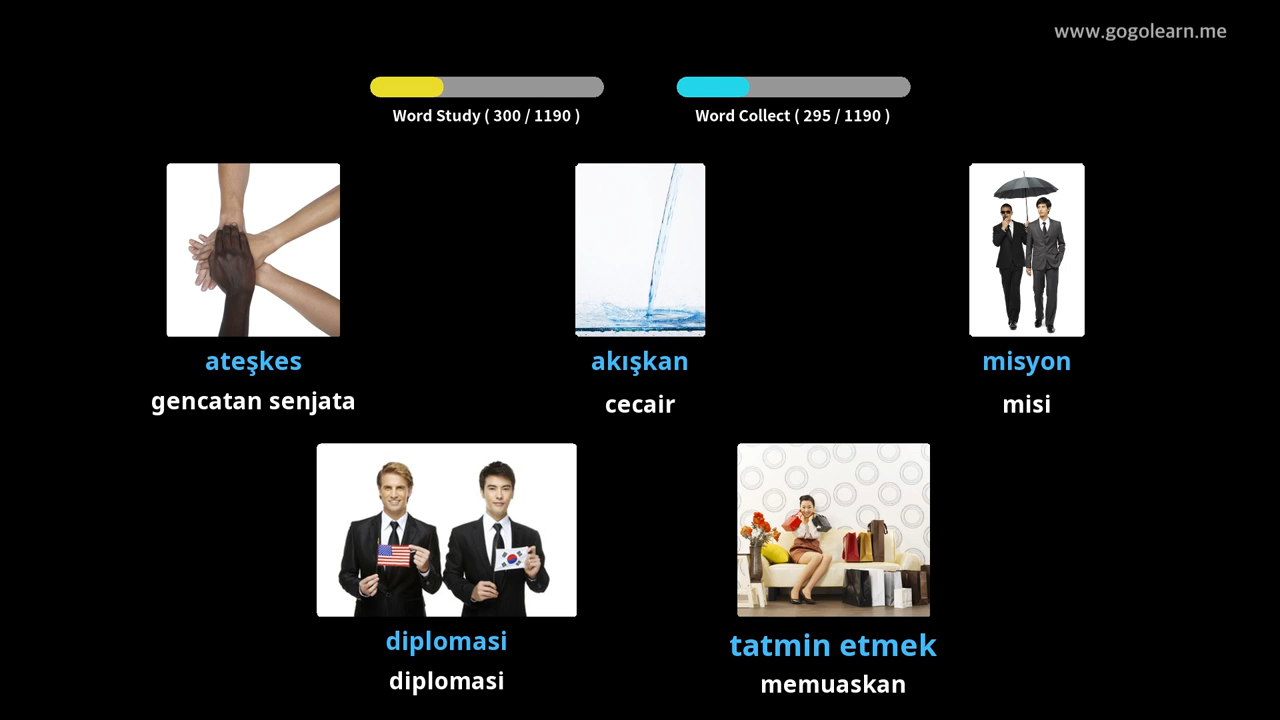 www.gogolearn.me
Word Study ( 300 / 1190 )
Word Collect ( 295 / 1190 )
ateşkes
gencatan senjata
akışkan
cecair
misyon
misi
diplomasi
diplomasi
tatmin etmek
memuaskan